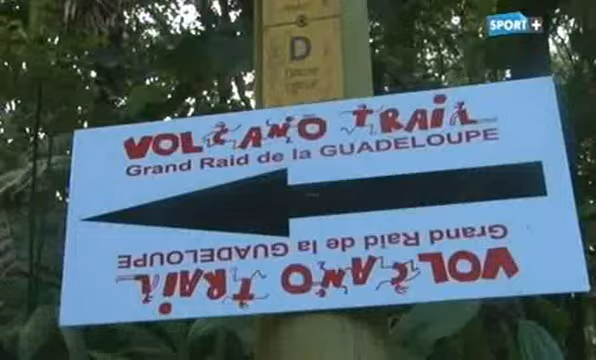 SPORT+
D
VOLCANO TRAIL
Grand Raid de la GUADELOUPE
Grand Raid de la GUADELOUPE
VOLCANO TRAIL